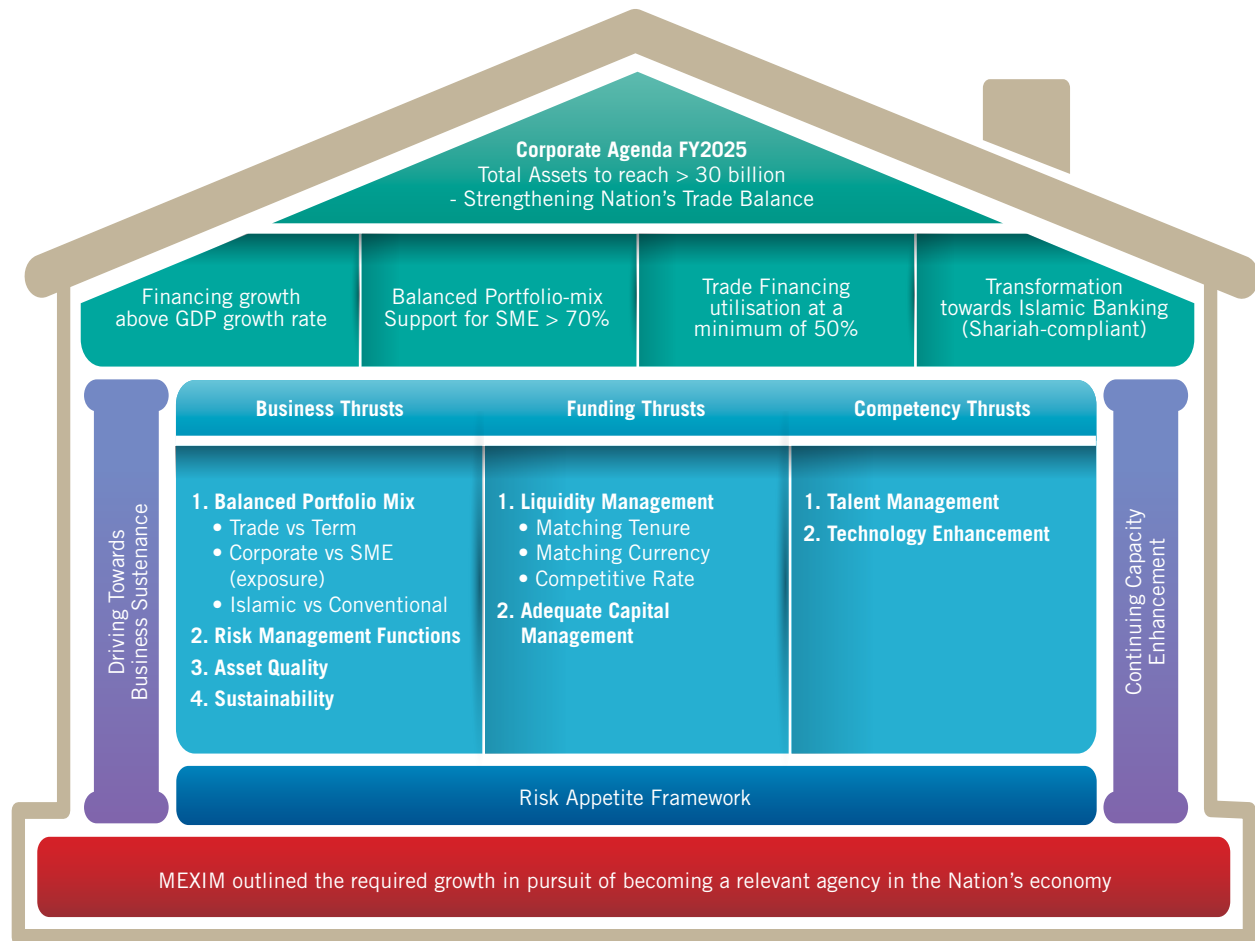 Corporate Agenda FY2025
Total Assets to reach > 30 billion
- Strengthening Nation's Trade Balance
Financing growth
above GDP growth rate
Balanced Portfolio-mix
Support for SME > 70%
Trade Financing
utilisation at a
minimum of 50%
Transformation
towards Islamic Banking
(Shariah-compliant)
Driving Towards
Business Sustenance
Business Thrusts
1. Balanced Portfolio Mix
• Trade vs Term
• Corporate vs SME
(exposure)
• Islamic vs Conventional
2. Risk Management Functions
3. Asset Quality
4. Sustainability
Funding Thrusts
1. Liquidity Management
• Matching Tenure
• Matching Currency
• Competitive Rate
2. Adequate Capital
Management
Competency Thrusts
1. Talent Management
2. Technology Enhancement
Continuing Capacity
Enhancement
Risk Appetite Framework
MEXIM outlined the required growth in pursuit of becoming a relevant agency in the Nation's economy